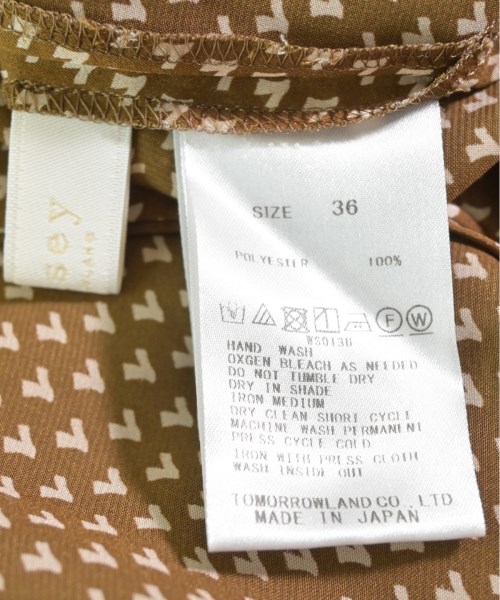 sey
SIZE 36
POLYESTER 100%
F W
WS013U
HAND WASH
OXGEN BLEACH AS NEEDED
DO NOT TUMBLE DRY
DRY IN SHADE
IRON MEDIUM
DRY CLEAN SHORT CYCLE
MACHINE WASH PERMANENT
PRESS CYCLE COLD
IRON WITH PRESS CLOTH
WASH INSIDE OUT
TOMORROWLAND CO., LTD
MADE IN JAPAN